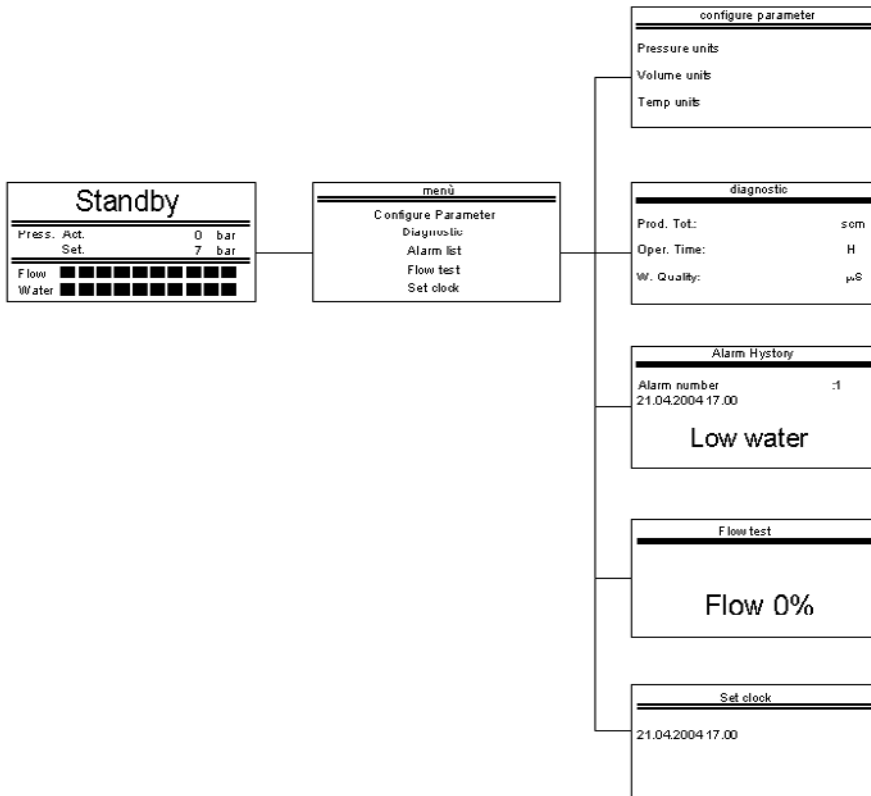 Standby
Press. Act. 0 bar
Set. 7 bar
Flow
Water
menù
Configure Parameter
Diagnostic
Alarm list
Flow test
Set clock
configure parameter
Pressure units
Volume units
Temp units
diagnostic
Prod. Tot.: scm
Oper. Time: H
W. Quality: µS
Alarm Hystory
Alarm number :1
21.04.2004 17.00
Low water
Flow test
Flow 0%
Set clock
21.04.2004 17.00